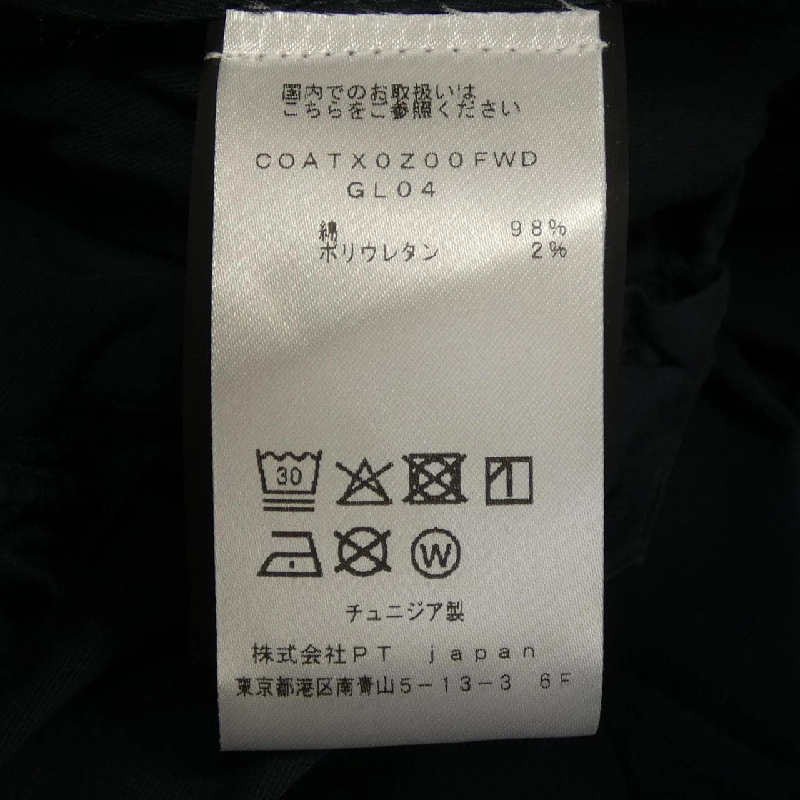 国内でのお取扱いは
こちらをご参照ください
COATX0Z00FWD
GL04
綿 98%
ポリウレタン 2%
30
W
チュニジア製
株式会社PT japan
東京都港区南青山5-13-3 6F